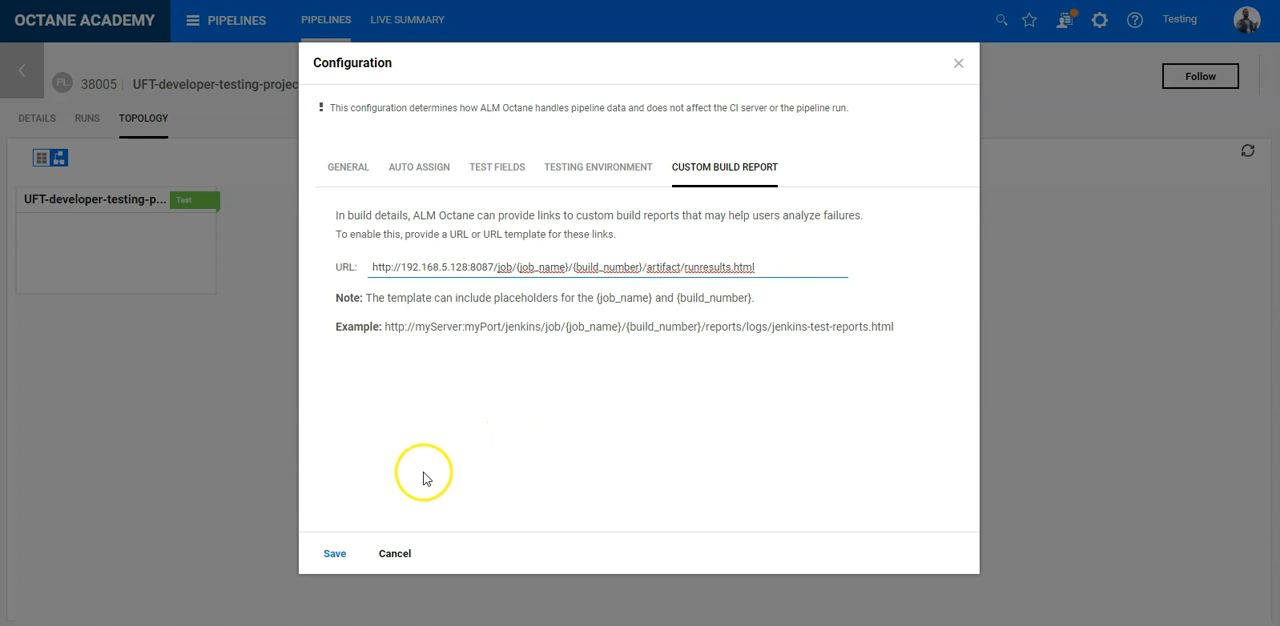 OCTANE ACADEMY
PIPELINES
PIPELINES
LIVE SUMMARY
Testing
Configuration
PL
38005
UFT-developer-testing-projec
Follow
! This configuration determines how ALM Octane handles pipeline data and does not affect the CI server or the pipeline run.
DETAILS
RUNS
TOPOLOGY
GENERAL
AUTO ASSIGN
TEST FIELDS
TESTING ENVIRONMENT
CUSTOM BUILD REPORT
UFT-developer-testing-p...
Test
In build details, ALM Octane can provide links to custom build reports that may help users analyze failures.
To enable this, provide a URL or URL template for these links.
URL: http://192.168.5.128:8087/job/{job_name}/{build_number}/artifact/runresults.html
Note: The template can include placeholders for the {job_name} and {build_number}.
Example: http://myServer:myPort/jenkins/job/{job_name}/{build_number}/reports/logs/jenkins-test-reports.html
Save
Cancel